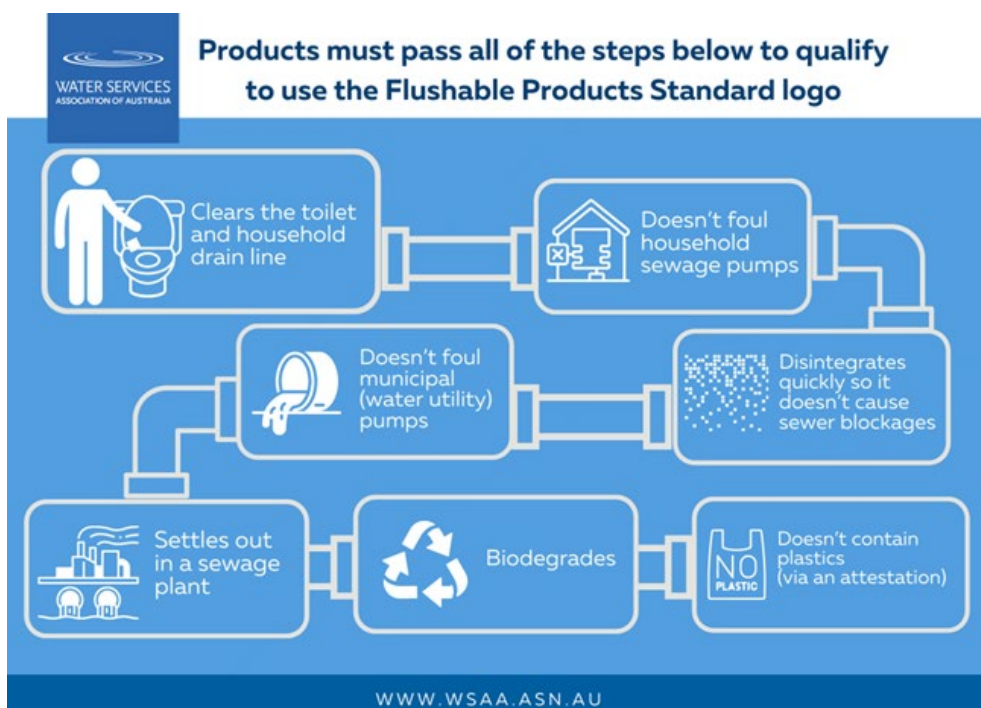 WATER SERVICES
ASSOCIATION OF AUSTRALIA
Products must pass all of the steps below to qualify
to use the Flushable Products Standard logo
Clears the toilet
and household
drain line
Doesn't foul
household
sewage pumps
Disintegrates
quickly so it
doesn't cause
sewer blockages
Doesn't foul
municipal
(water utility)
pumps
Settles out
in a sewage
plant
Biodegrades
NO
PLASTIC
Doesn't contain
plastics
(via an attestation)
WWW.WSAA.ASN.AU